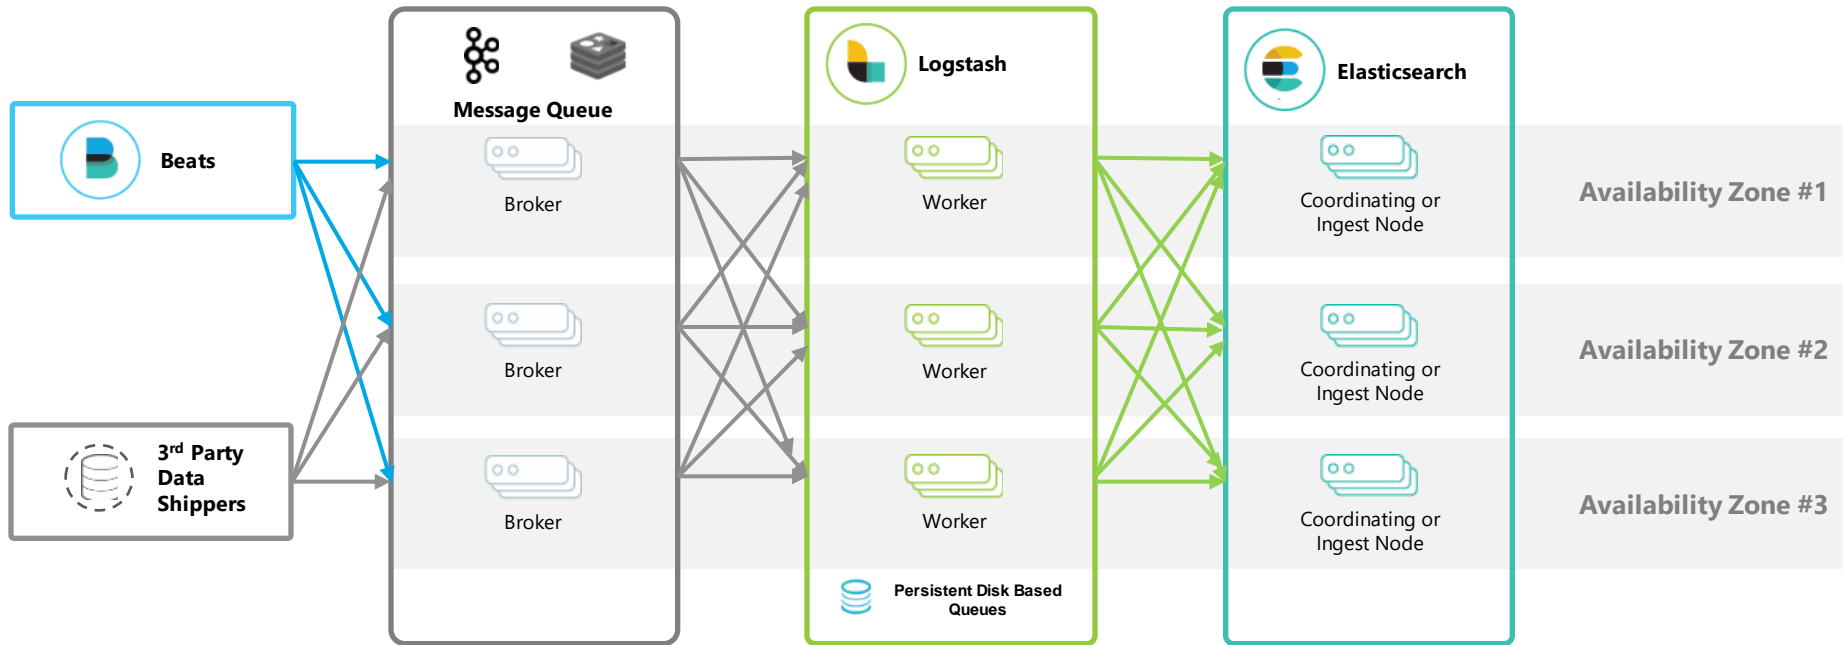 Message Queue
Logstash
Elasticsearch
Beats
3rd Party
Data
Shippers
Broker
Worker
Coordinating or
Ingest Node
Availability Zone #1
Broker
Worker
Coordinating or
Ingest Node
Availability Zone #2
Broker
Worker
Coordinating or
Ingest Node
Availability Zone #3
Persistent Disk Based
Queues